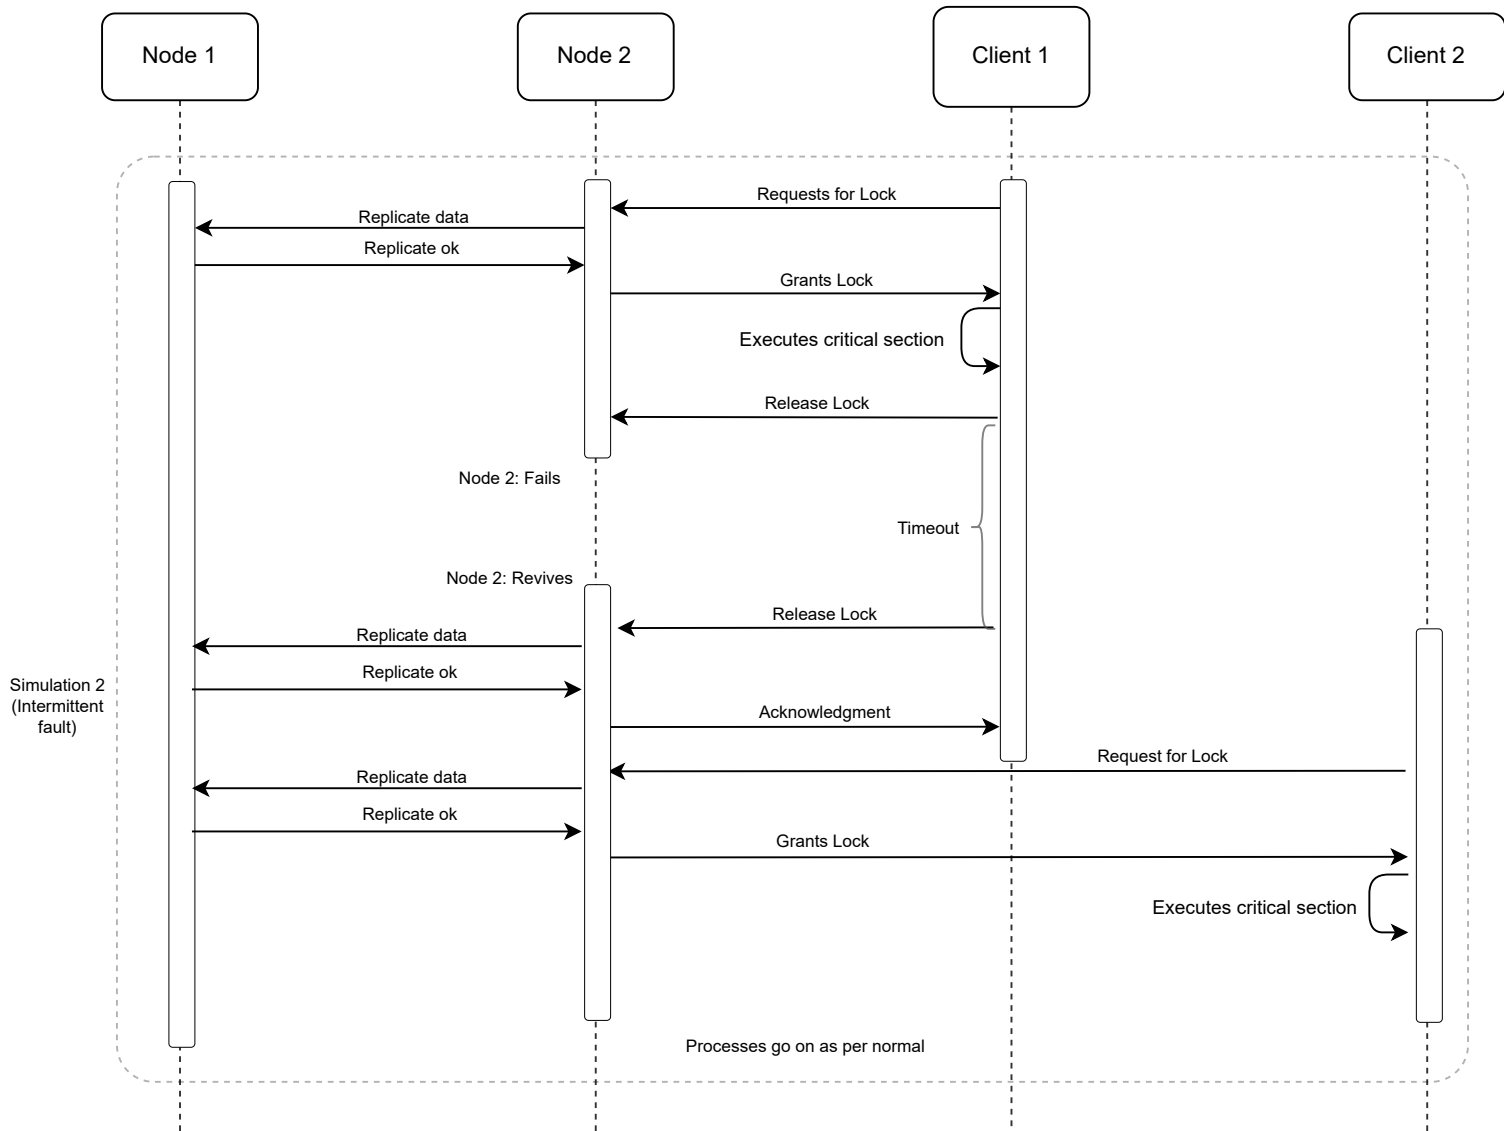 Node 1
Node 2
Client 1
Client 2
Requests for Lock
Replicate data
Replicate ok
Grants Lock
Executes critical section
Release Lock
Node 2: Fails
Timeout
Node 2: Revives
Release Lock
Replicate data
Replicate ok
Simulation 2
(Intermittent
fault)
Acknowledgment
Request for Lock
Replicate data
Replicate ok
Grants Lock
Executes critical section
Processes go on as per normal